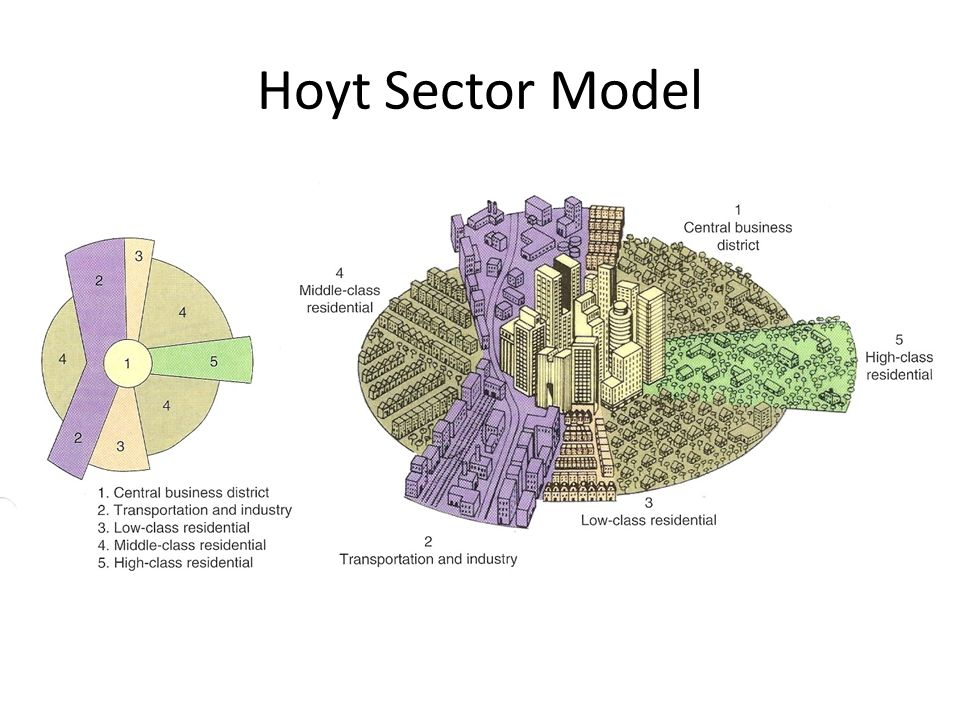 Hoyt Sector Model
3
2
4
4
1
5
4
2
3
1. Central business district
2. Transportation and industry
3. Low-class residential
4. Middle-class residential
5. High-class residential
1
Central business
district
4
Middle-class
residential
5
High-class
residential
3
Low-class residential
2
Transportation and industry